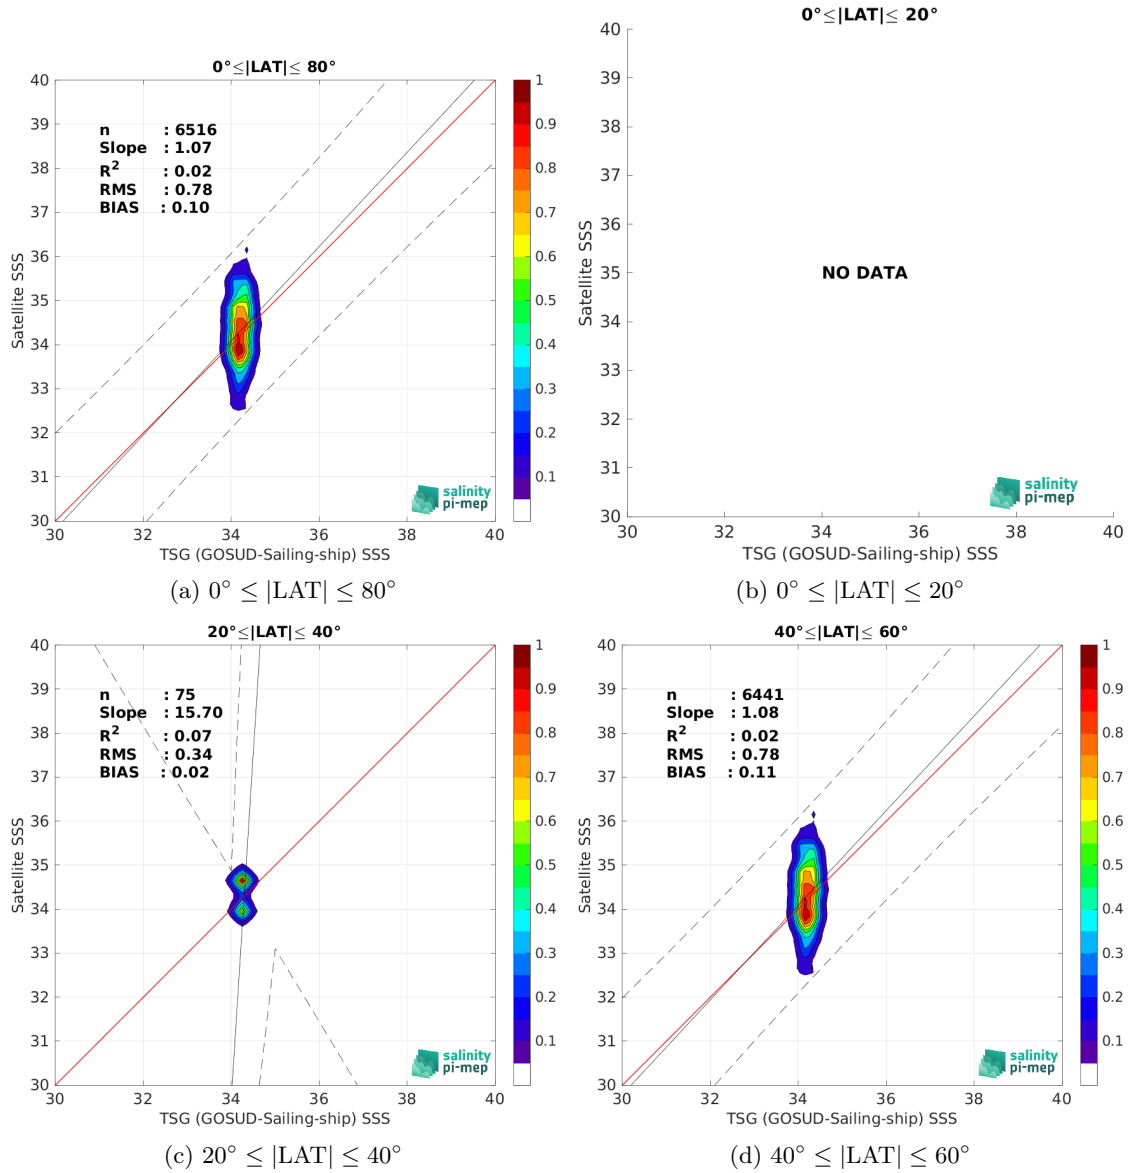 0°≤|LAT|≤ 80°
40
39
38
37
36
35
34
33
32
31
30
Satellite SSS
n : 6516
Slope : 1.07
R2 : 0.02
RMS : 0.78
BIAS : 0.10
1
0.9
0.8
0.7
0.6
0.5
0.4
0.3
0.2
0.1
salinity
pi-mep
30 32 34 36 38 40
TSG (GOSUD-Sailing-ship) SSS
(a) 0° ≤ |LAT| ≤ 80°
0°≤|LAT|≤ 20°
40
39
38
37
36
35
34
33
32
31
30
Satellite SSS
NO DATA
salinity
pi-mep
30 32 34 36 38 40
TSG (GOSUD-Sailing-ship) SSS
(b) 0° ≤ |LAT| ≤ 20°
20°≤|LAT|≤ 40°
40
39
38
37
36
35
34
33
32
31
30
Satellite SSS
n : 75
Slope : 15.70
R2 : 0.07
RMS : 0.34
BIAS : 0.02
1
0.9
0.8
0.7
0.6
0.5
0.4
0.3
0.2
0.1
salinity
pi-mep
30 32 34 36 38 40
TSG (GOSUD-Sailing-ship) SSS
(c) 20° ≤ |LAT| ≤ 40°
40°≤|LAT|≤ 60°
40
39
38
37
36
35
34
33
32
31
30
Satellite SSS
n : 6441
Slope : 1.08
R2 : 0.02
RMS : 0.78
BIAS : 0.11
1
0.9
0.8
0.7
0.6
0.5
0.4
0.3
0.2
0.1
salinity
pi-mep
30 32 34 36 38 40
TSG (GOSUD-Sailing-ship) SSS
(d) 40° ≤ |LAT| ≤ 60°